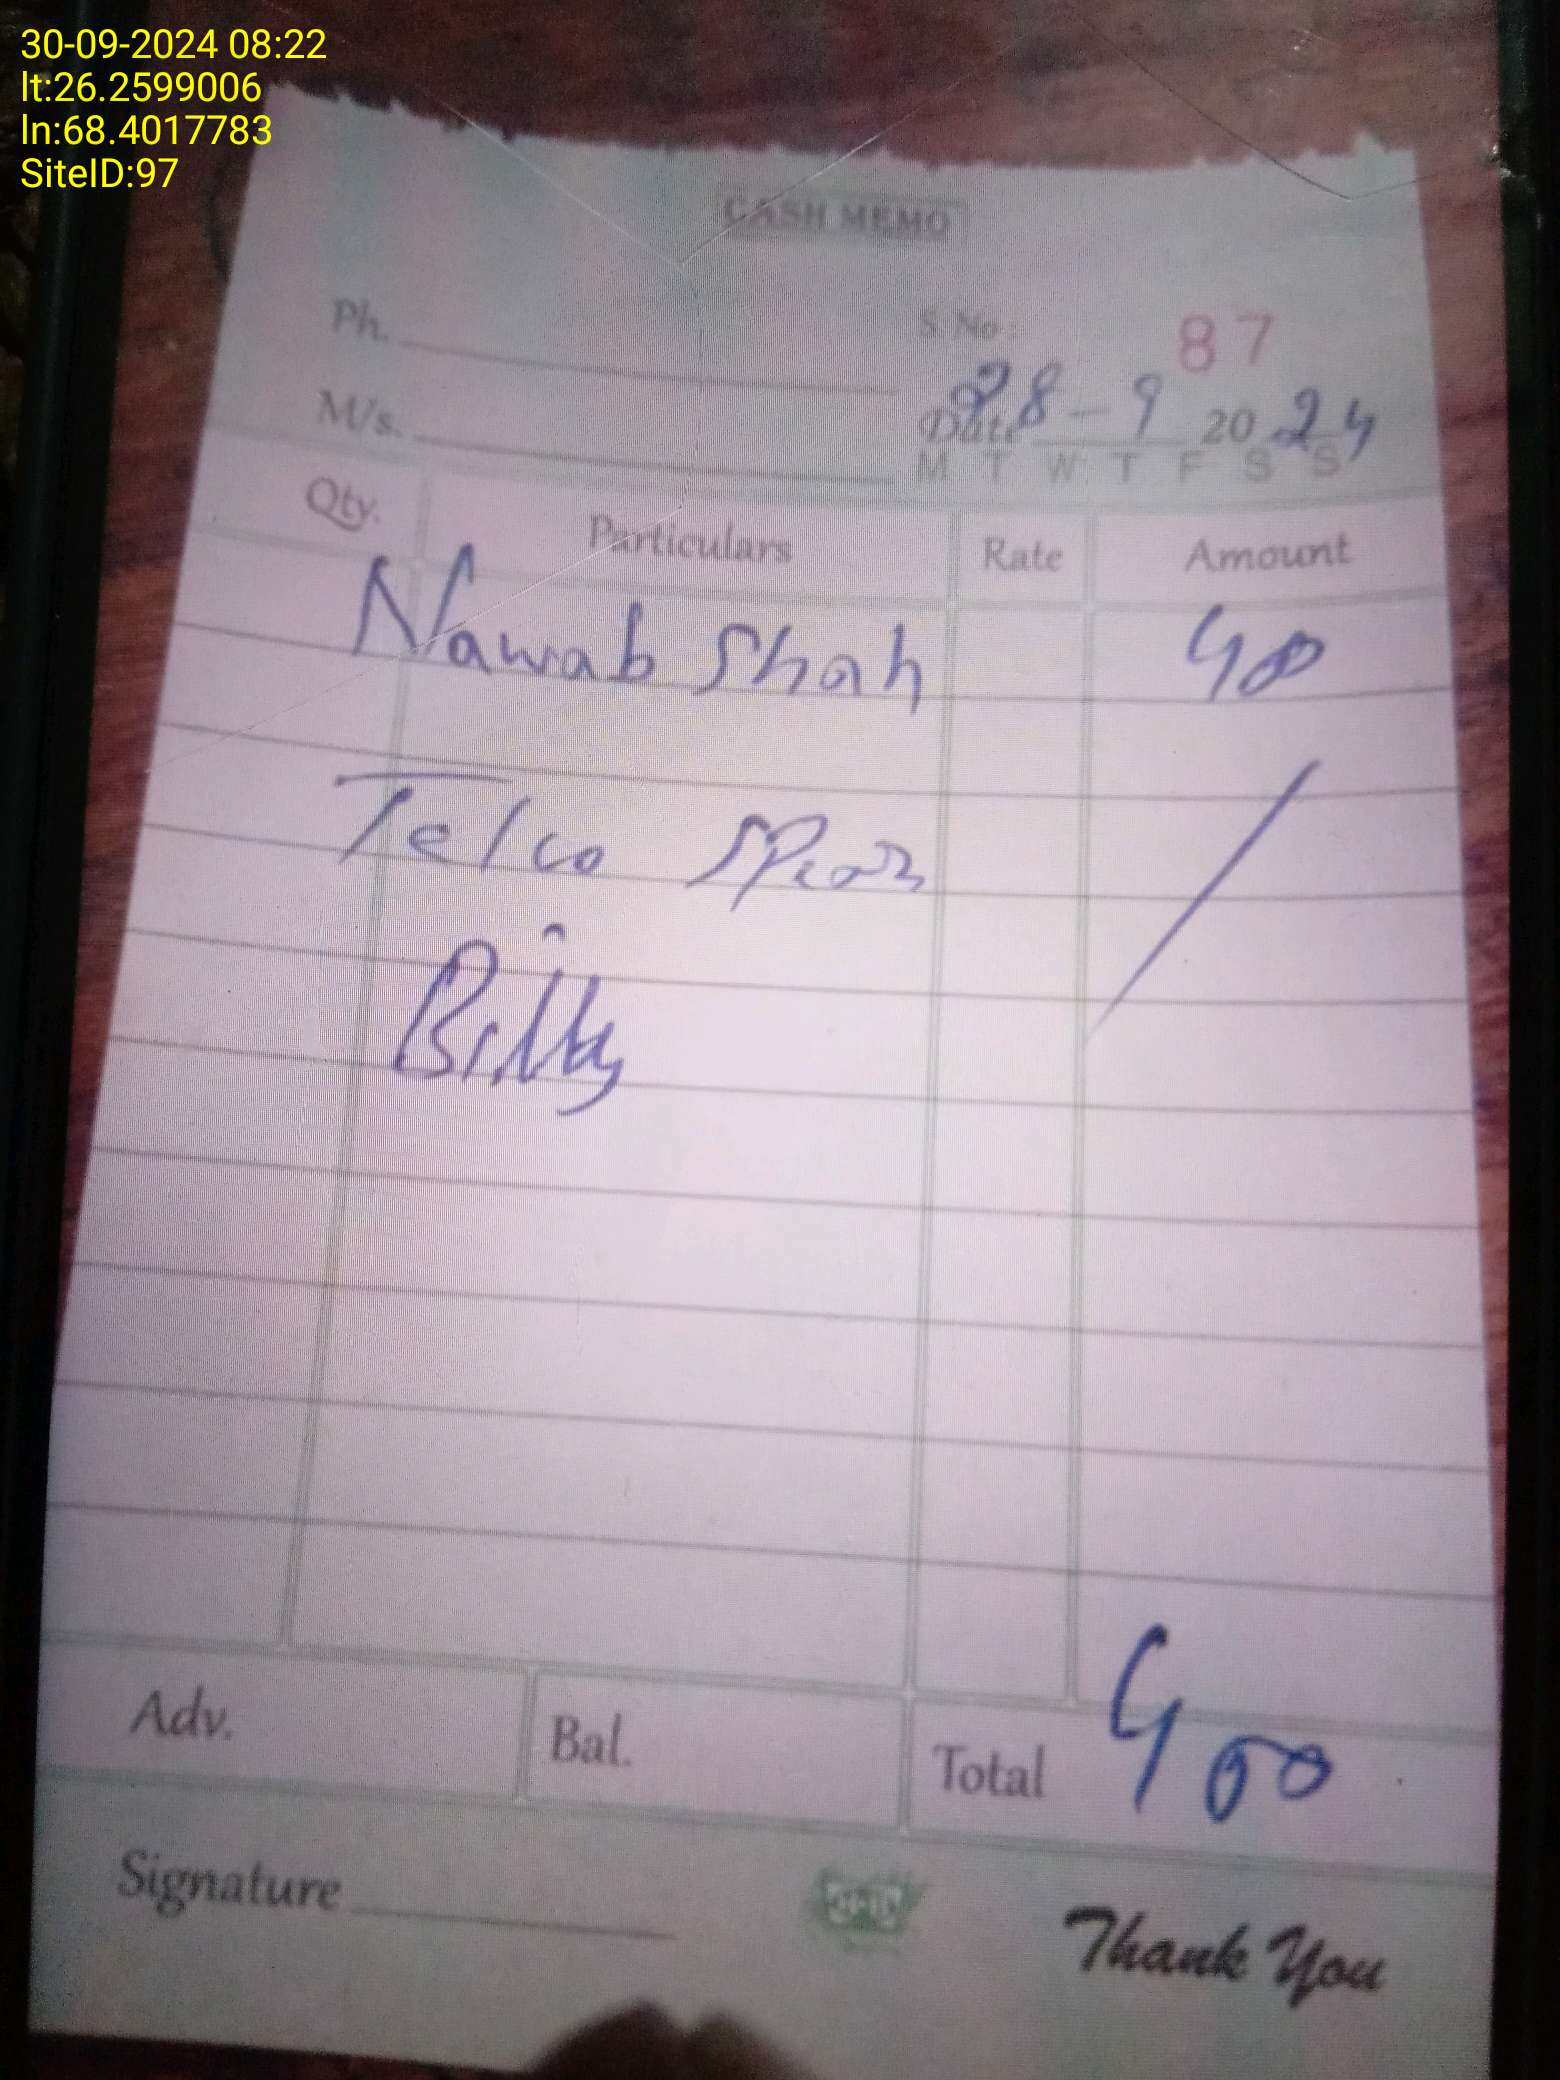 30-09-2024 08:22
lt:26.2599006
ln:68.4017783
SiteID:97
CASH MEMO
Ph.
S. No : 87
M/s.
Date 28-9 2024
M T W T F S S
Qty. Particulars Rate Amount
Nawab Shah 400
Telco
Bilty
Adv. Bal. Total 400
Signature
Thank You